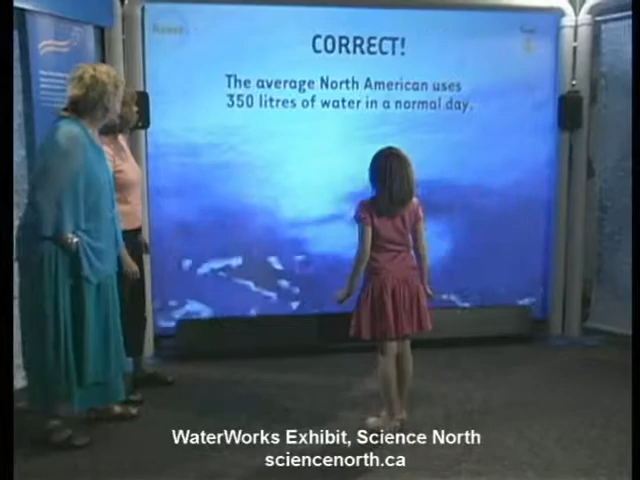 CORRECT!
The average North American uses
350 litres of water in a normal day.
WaterWorks Exhibit, Science North
sciencenorth.ca